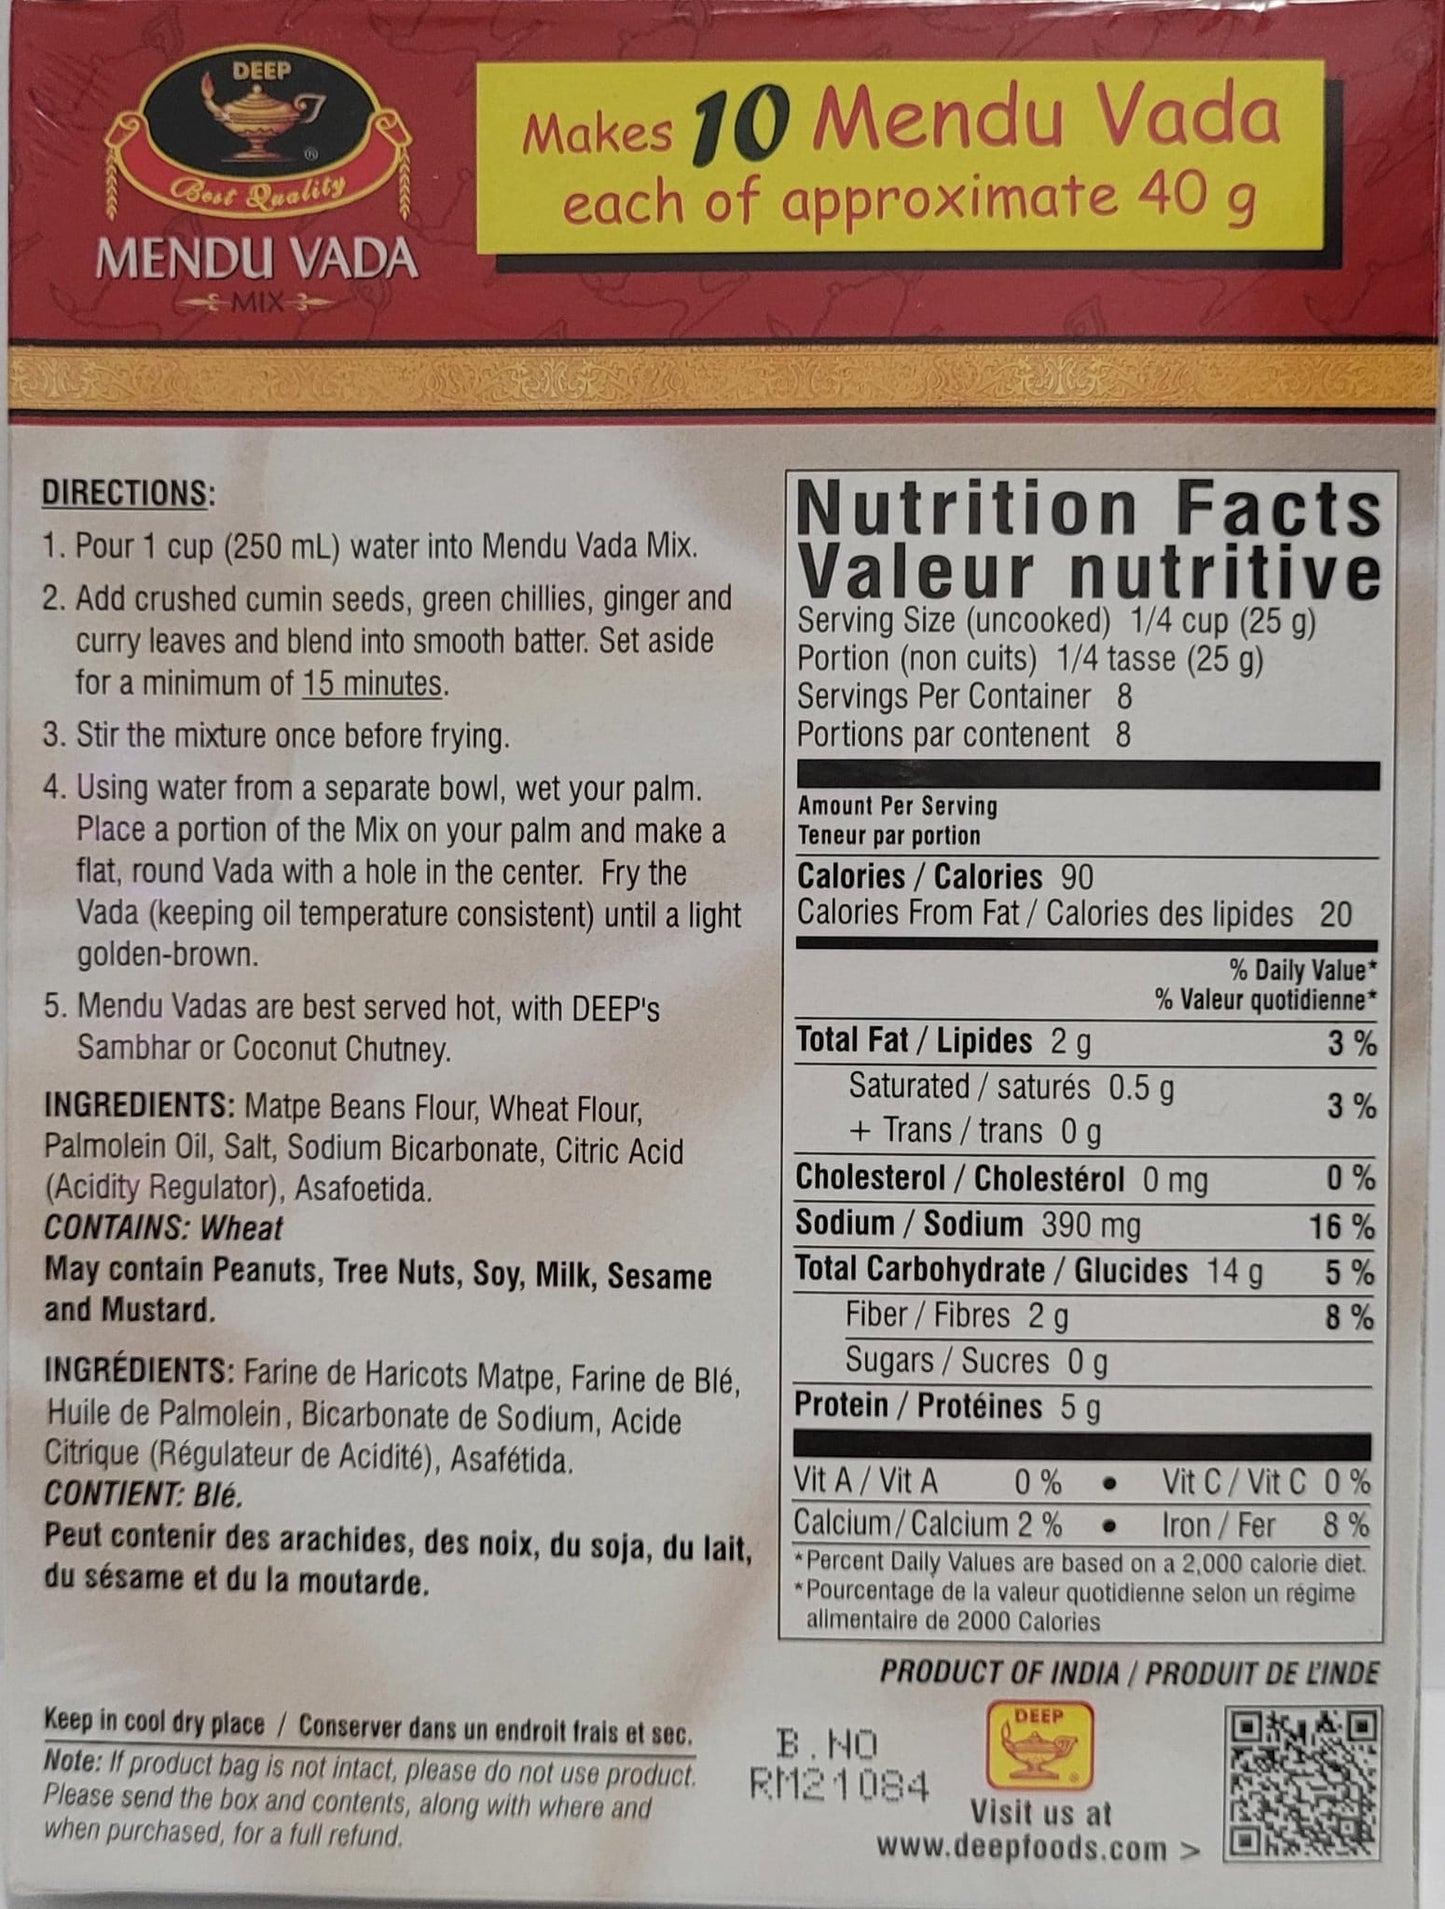 DEEP
®
Best Quality
MENDU VADA
MIX
Makes 10 Mendu Vada
each of approximate 40 g
DIRECTIONS:
1. Pour 1 cup (250 mL) water into Mendu Vada Mix.
2. Add crushed cumin seeds, green chillies, ginger and
curry leaves and blend into smooth batter. Set aside
for a minimum of 15 minutes.
3. Stir the mixture once before frying.
4. Using water from a separate bowl, wet your palm.
Place a portion of the Mix on your palm and make a
flat, round Vada with a hole in the center. Fry the
Vada (keeping oil temperature consistent) until a light
golden-brown.
5. Mendu Vadas are best served hot, with DEEP's
Sambhar or Coconut Chutney.
INGREDIENTS: Matpe Beans Flour, Wheat Flour,
Palmolein Oil, Salt, Sodium Bicarbonate, Citric Acid
(Acidity Regulator), Asafoetida.
CONTAINS: Wheat
May contain Peanuts, Tree Nuts, Soy, Milk, Sesame
and Mustard.
INGRÉDIENTS: Farine de Haricots Matpe, Farine de Blé,
Huile de Palmolein, Bicarbonate de Sodium, Acide
Citrique (Régulateur de Acidité), Asafétida.
CONTIENT: Blé.
Peut contenir des arachides, des noix, du soja, du lait,
du sésame et du la moutarde.
Keep in cool dry place / Conserver dans un endroit frais et sec.
Note: If product bag is not intact, please do not use product.
Please send the box and contents, along with where and
when purchased, for a full refund.
Nutrition Facts
Valeur nutritive
Serving Size (uncooked) 1/4 cup (25 g)
Portion (non cuits) 1/4 tasse (25 g)
Servings Per Container 8
Portions par contenent 8
Amount Per Serving
Teneur par portion
Calories / Calories 90
Calories From Fat / Calories des lipides 20
% Daily Value*
% Valeur quotidienne*
Total Fat / Lipides 2 g 3 %
Saturated / saturés 0.5 g 3 %
+ Trans / trans 0 g
Cholesterol / Cholestérol 0 mg 0 %
Sodium / Sodium 390 mg 16 %
Total Carbohydrate / Glucides 14 g 5 %
Fiber / Fibres 2 g 8 %
Sugars / Sucres 0 g
Protein / Protéines 5 g
Vit A / Vit A 0 % • Vit C / Vit C 0 %
Calcium / Calcium 2 % • Iron / Fer 8 %
*Percent Daily Values are based on a 2,000 calorie diet.
*Pourcentage de la valeur quotidienne selon un régime
alimentaire de 2000 Calories
PRODUCT OF INDIA / PRODUIT DE L'INDE
B.NO
RM21084
DEEP
Visit us at
www.deepfoods.com >